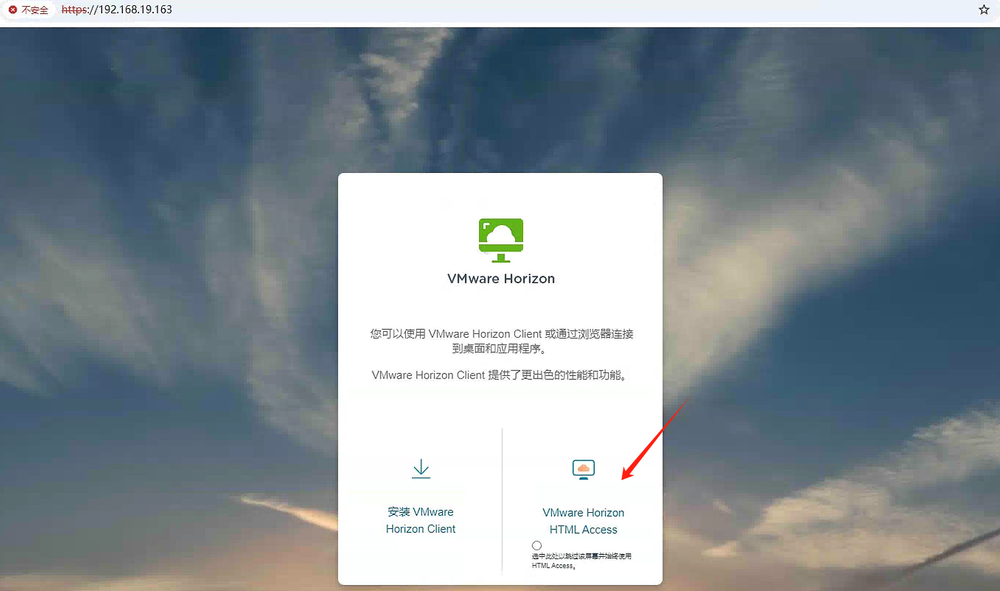 不安全 https://192.168.19.163
VMware Horizon
您可以使用 VMware Horizon Client 或通过浏览器连接
到桌面和应用程序。
VMware Horizon Client 提供了更出色的性能和功能。
安装 VMware
Horizon Client
VMware Horizon
HTML Access
选中此处以跳过该屏幕并始终使用
HTML Access。